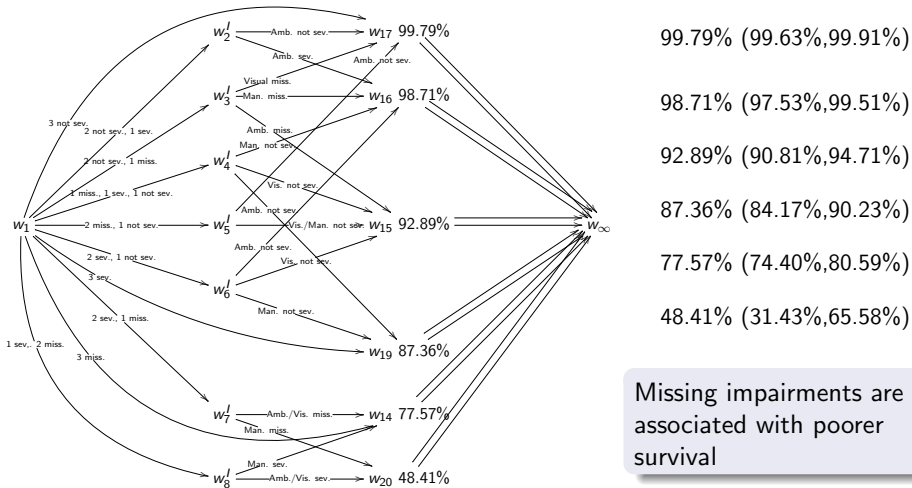 w₂ᴵ
Amb. not sev.
w₁₇ 99.79%
99.79% (99.63%,99.91%)
Amb. sev.
Amb. not sev.
Visual miss.
w₃ᴵ
Man. miss.
w₁₆ 98.71%
98.71% (97.53%,99.51%)
3 not sev.
2 not sev., 1 sev.
Amb. miss.
Man. not sev.
92.89% (90.81%,94.71%)
2 not sev., 1 miss.
w₄ᴵ
1 miss., 1 sev., 1 not sev.
Vis. not sev.
87.36% (84.17%,90.23%)
Amb. not sev.
w₁
2 miss., 1 not sev.
w₅ᴵ
Vis./Man. not sev.
w₁₅ 92.89%
w∞
Amb. not sev.
2 sev., 1 not sev.
Vis. not sev.
77.57% (74.40%,80.59%)
3 sev.
w₆ᴵ
Man. not sev.
48.41% (31.43%,65.58%)
2 sev., 1 miss.
1 sev,. 2 miss.
3 miss.
w₁₉ 87.36%
w₇ᴵ
Amb./Vis. miss.
w₁₄ 77.57%
Man. miss.
Man. sev.
w₈ᴵ
Amb./Vis. sev.
w₂₀ 48.41%
Missing impairments are
associated with poorer
survival